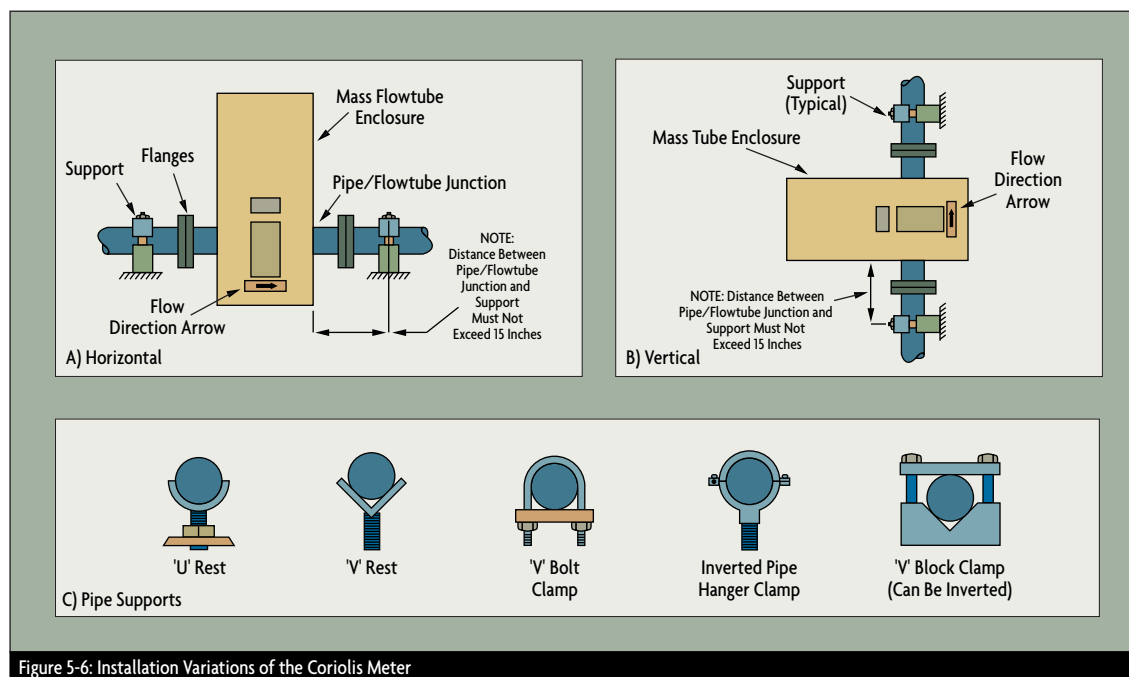 Mass Flowtube
Enclosure
Flanges
Support
Pipe/Flowtube Junction
NOTE:
Distance Between
Pipe/Flowtube
Junction and
Support
Must Not
Exceed 15 Inches
Flow
Direction Arrow
A) Horizontal
Support
(Typical)
Mass Tube Enclosure
Flow
Direction
Arrow
NOTE: Distance Between
Pipe/Flowtube Junction and
Support Must Not
Exceed 15 Inches
B) Vertical
'U' Rest
'V' Rest
'V' Bolt
Clamp
Inverted Pipe
Hanger Clamp
'V' Block Clamp
(Can Be Inverted)
C) Pipe Supports
Figure 5-6: Installation Variations of the Coriolis Meter